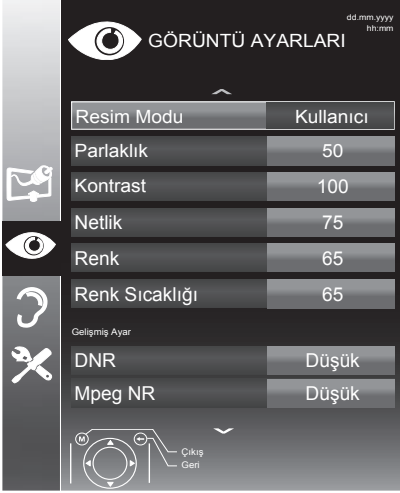 dd.mm.yyyy
hh:mm
GÖRÜNTÜ AYARLARI
Resim Modu Kullanıcı
Parlaklık 50
Kontrast 100
Netlik 75
Renk 65
Renk Sıcaklığı 65
Gelişmiş Ayar
DNR Düşük
Mpeg NR Düşük
M
Çıkış
Geri